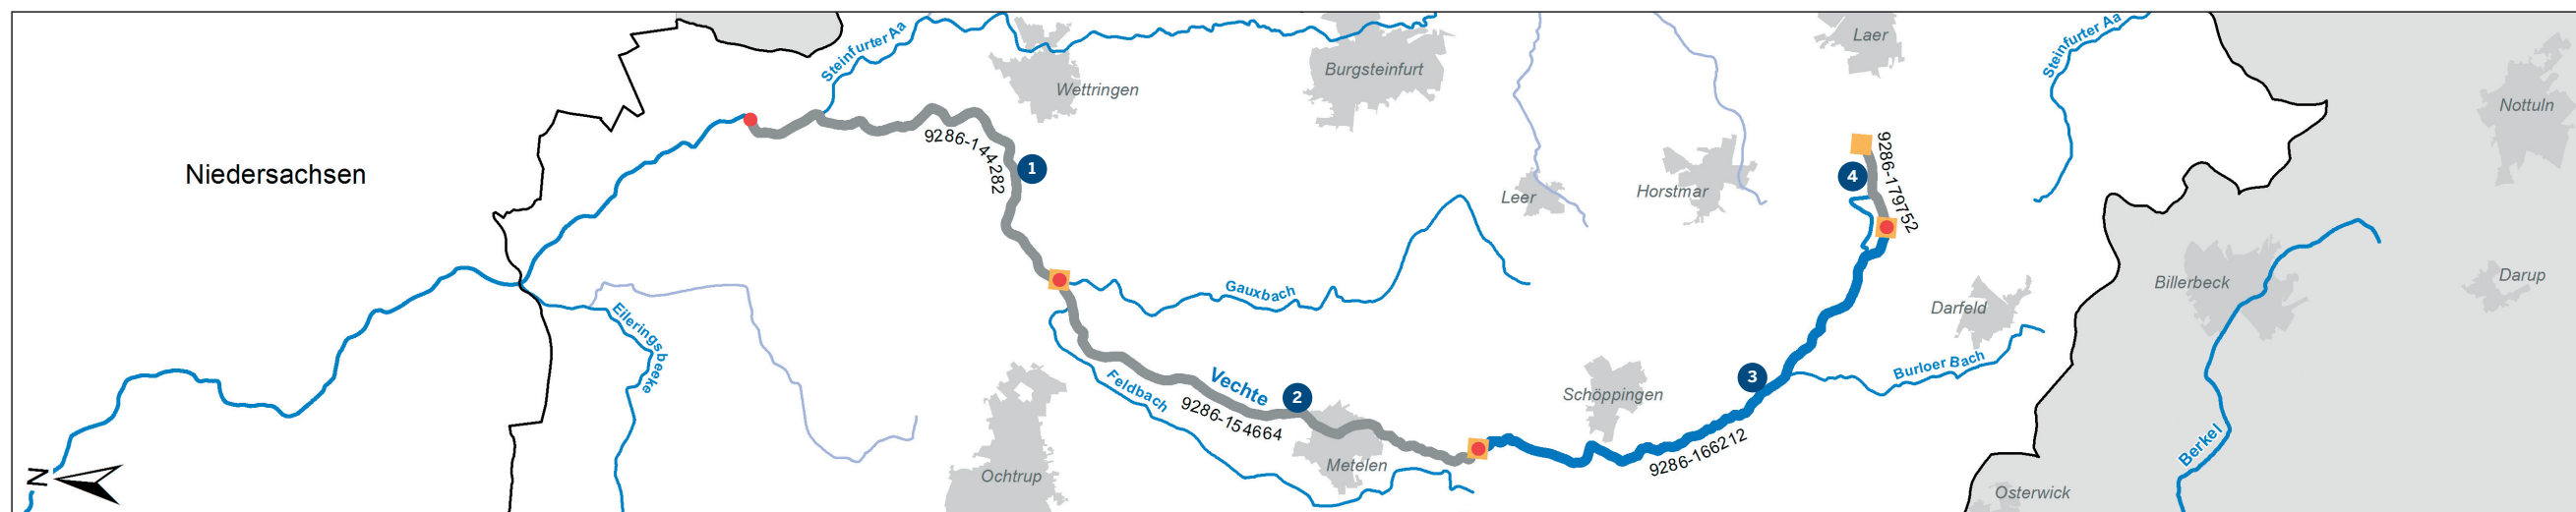 Niedersachsen
N
Steinfurter Aa
Wettringen
Burgsteinfurt
Laer
Steinfurter Aa
Nottuln
9286-144282
1
Leer
Horstmar
4
9286-179752
Eileringsbeeke
Gauxbach
Darfeld
Billerbeck
Darup
Feldbach
Vechte
9286-154664
2
Schöppingen
3
Burloer Bach
9286-166212
Ochtrup
Metelen
Berkel
Osterwick